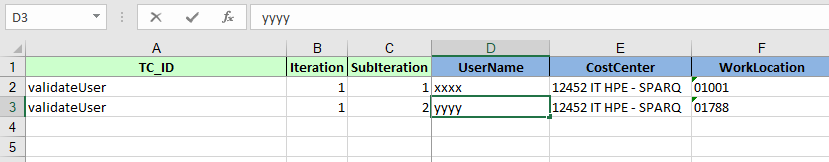 D3 fx yyyy
A B C D E F
1 TC_ID Iteration SubIteration UserName CostCenter WorkLocation
2 validateUser 1 1 xxxx 12452 IT HPE - SPARQ 01001
3 validateUser 1 2 yyyy 12452 IT HPE - SPARQ 01788
4
5